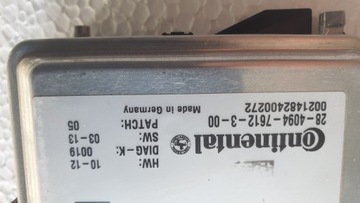 Continental
28-4094-7612-3-00
0021482400272
Made in Germany
HW: 10-12
DIAG-K: 0019
SW: 03-13
PATCH: 05